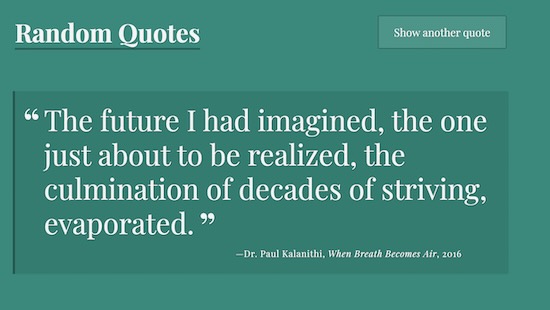 Random Quotes
Show another quote
“ The future I had imagined, the one
just about to be realized, the
culmination of decades of striving,
evaporated. ”
—Dr. Paul Kalanithi, When Breath Becomes Air, 2016